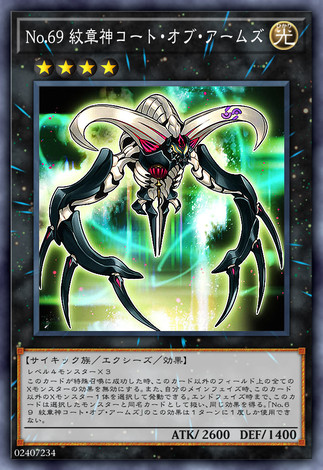 No.69 紋章神コート・オブ・アームズ
光
【サイキック族/エクシーズ/効果】
レベル4モンスター×3
このカードが特殊召喚に成功した時、このカード以外のフィールド上の全ての
Xモンスターの効果を無効にする。また、自分のメインフェイズ時、このカード
以外のXモンスター1体を選択して発動できる。エンドフェイズ時まで、このカ
ードは選択したモンスターと同名カードとして扱い、同じ効果を得る。「No.6
9 紋章神コート・オブ・アームズ」のこの効果は1ターンに1度しか使用でき
ない。
ATK/ 2600 DEF/1400
02407234